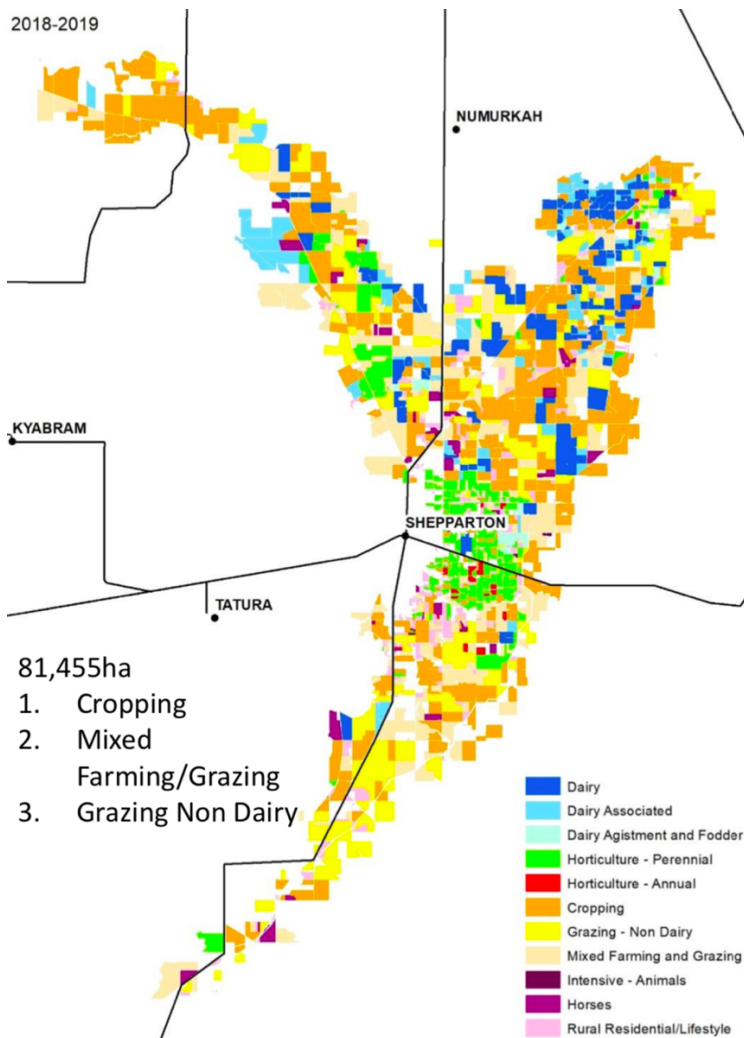 2018-2019
NUMURKAH
KYABRAM
SHEPPARTON
TATURA
81,455ha
1. Cropping
2. Mixed
Farming/Grazing
3. Grazing Non Dairy
Dairy
Dairy Associated
Dairy Agistment and Fodder
Horticulture - Perennial
Horticulture - Annual
Cropping
Grazing - Non Dairy
Mixed Farming and Grazing
Intensive - Animals
Horses
Rural Residential/Lifestyle